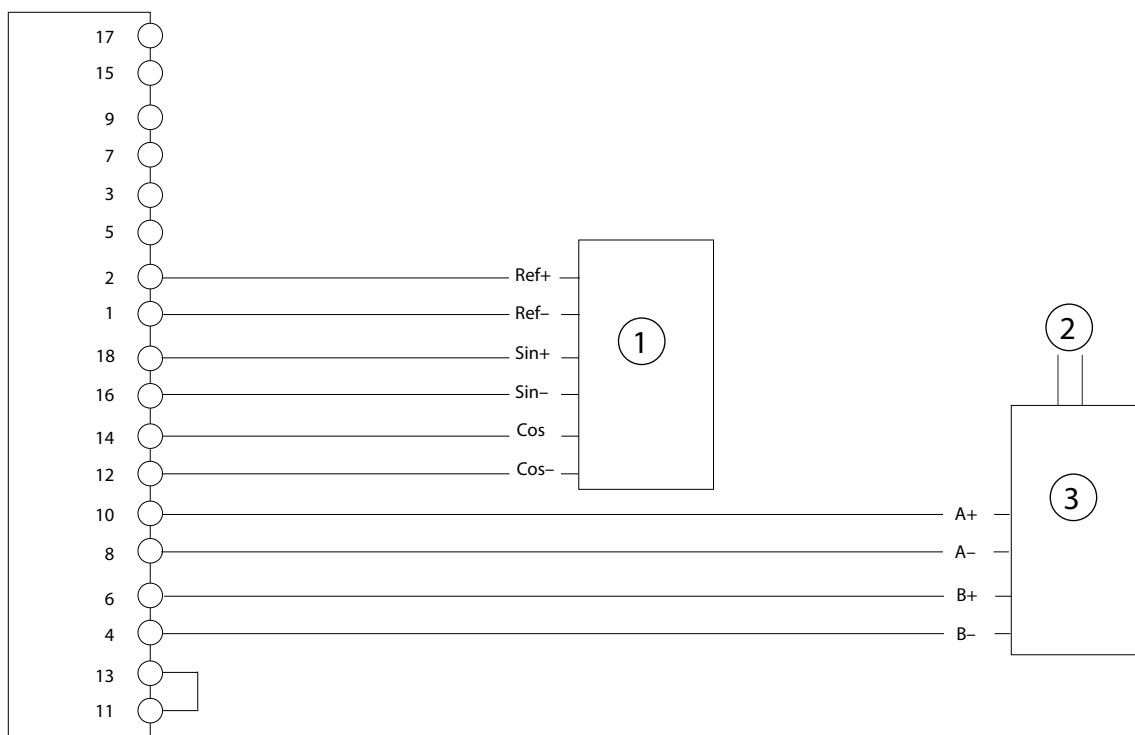 17
15
9
7
3
5
2 Ref+
1 Ref–
18 Sin+
16 Sin–
14 Cos
12 Cos–
10 A+
8 A–
6 B+
4 B–
13
11
1
2
3